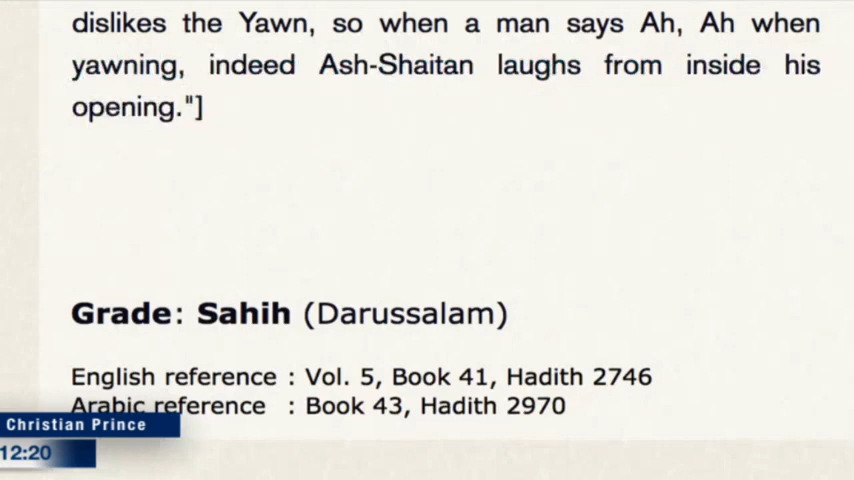 dislikes the Yawn, so when a man says Ah, Ah when
yawning, indeed Ash-Shaitan laughs from inside his
opening."]
Grade: Sahih (Darussalam)
English reference : Vol. 5, Book 41, Hadith 2746
Arabic reference : Book 43, Hadith 2970
Christian Prince
12:20